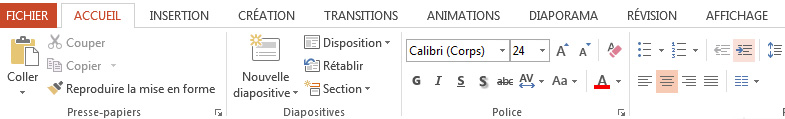 FICHIER ACCUEIL INSERTION CRÉATION TRANSITIONS ANIMATIONS DIAPORAMA RÉVISION AFFICHAGE
Coller
Couper
Copier
Reproduire la mise en forme
Presse-papiers
Nouvelle
diapositive
Disposition
Rétablir
Section
Diapositives
Calibri (Corps) 24 A A
G I S S abc AV Aa A
Police